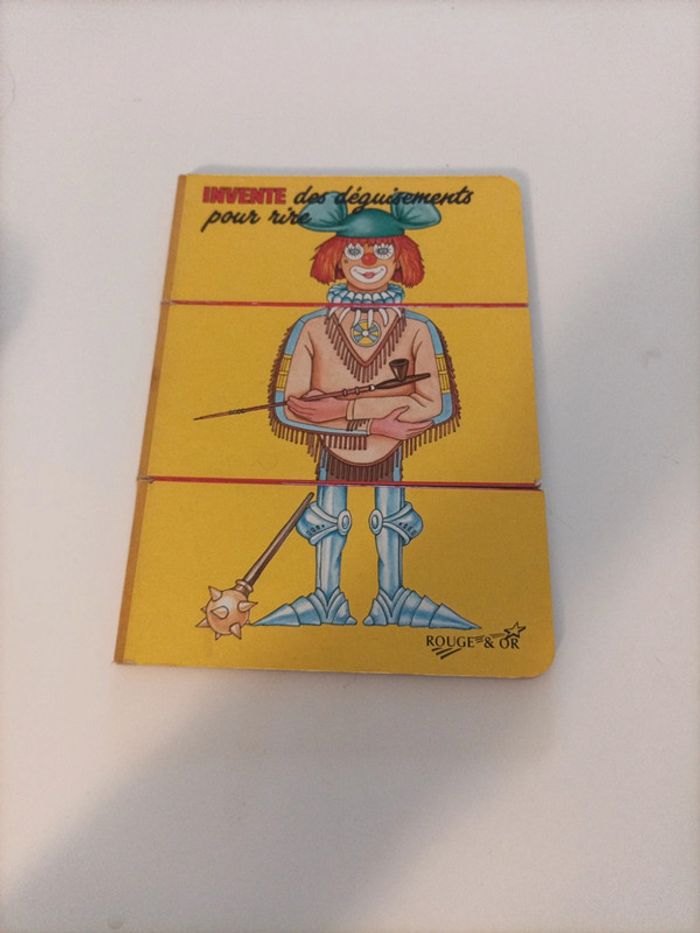 INVENTE des déguisements
pour rire
ROUGE & OR